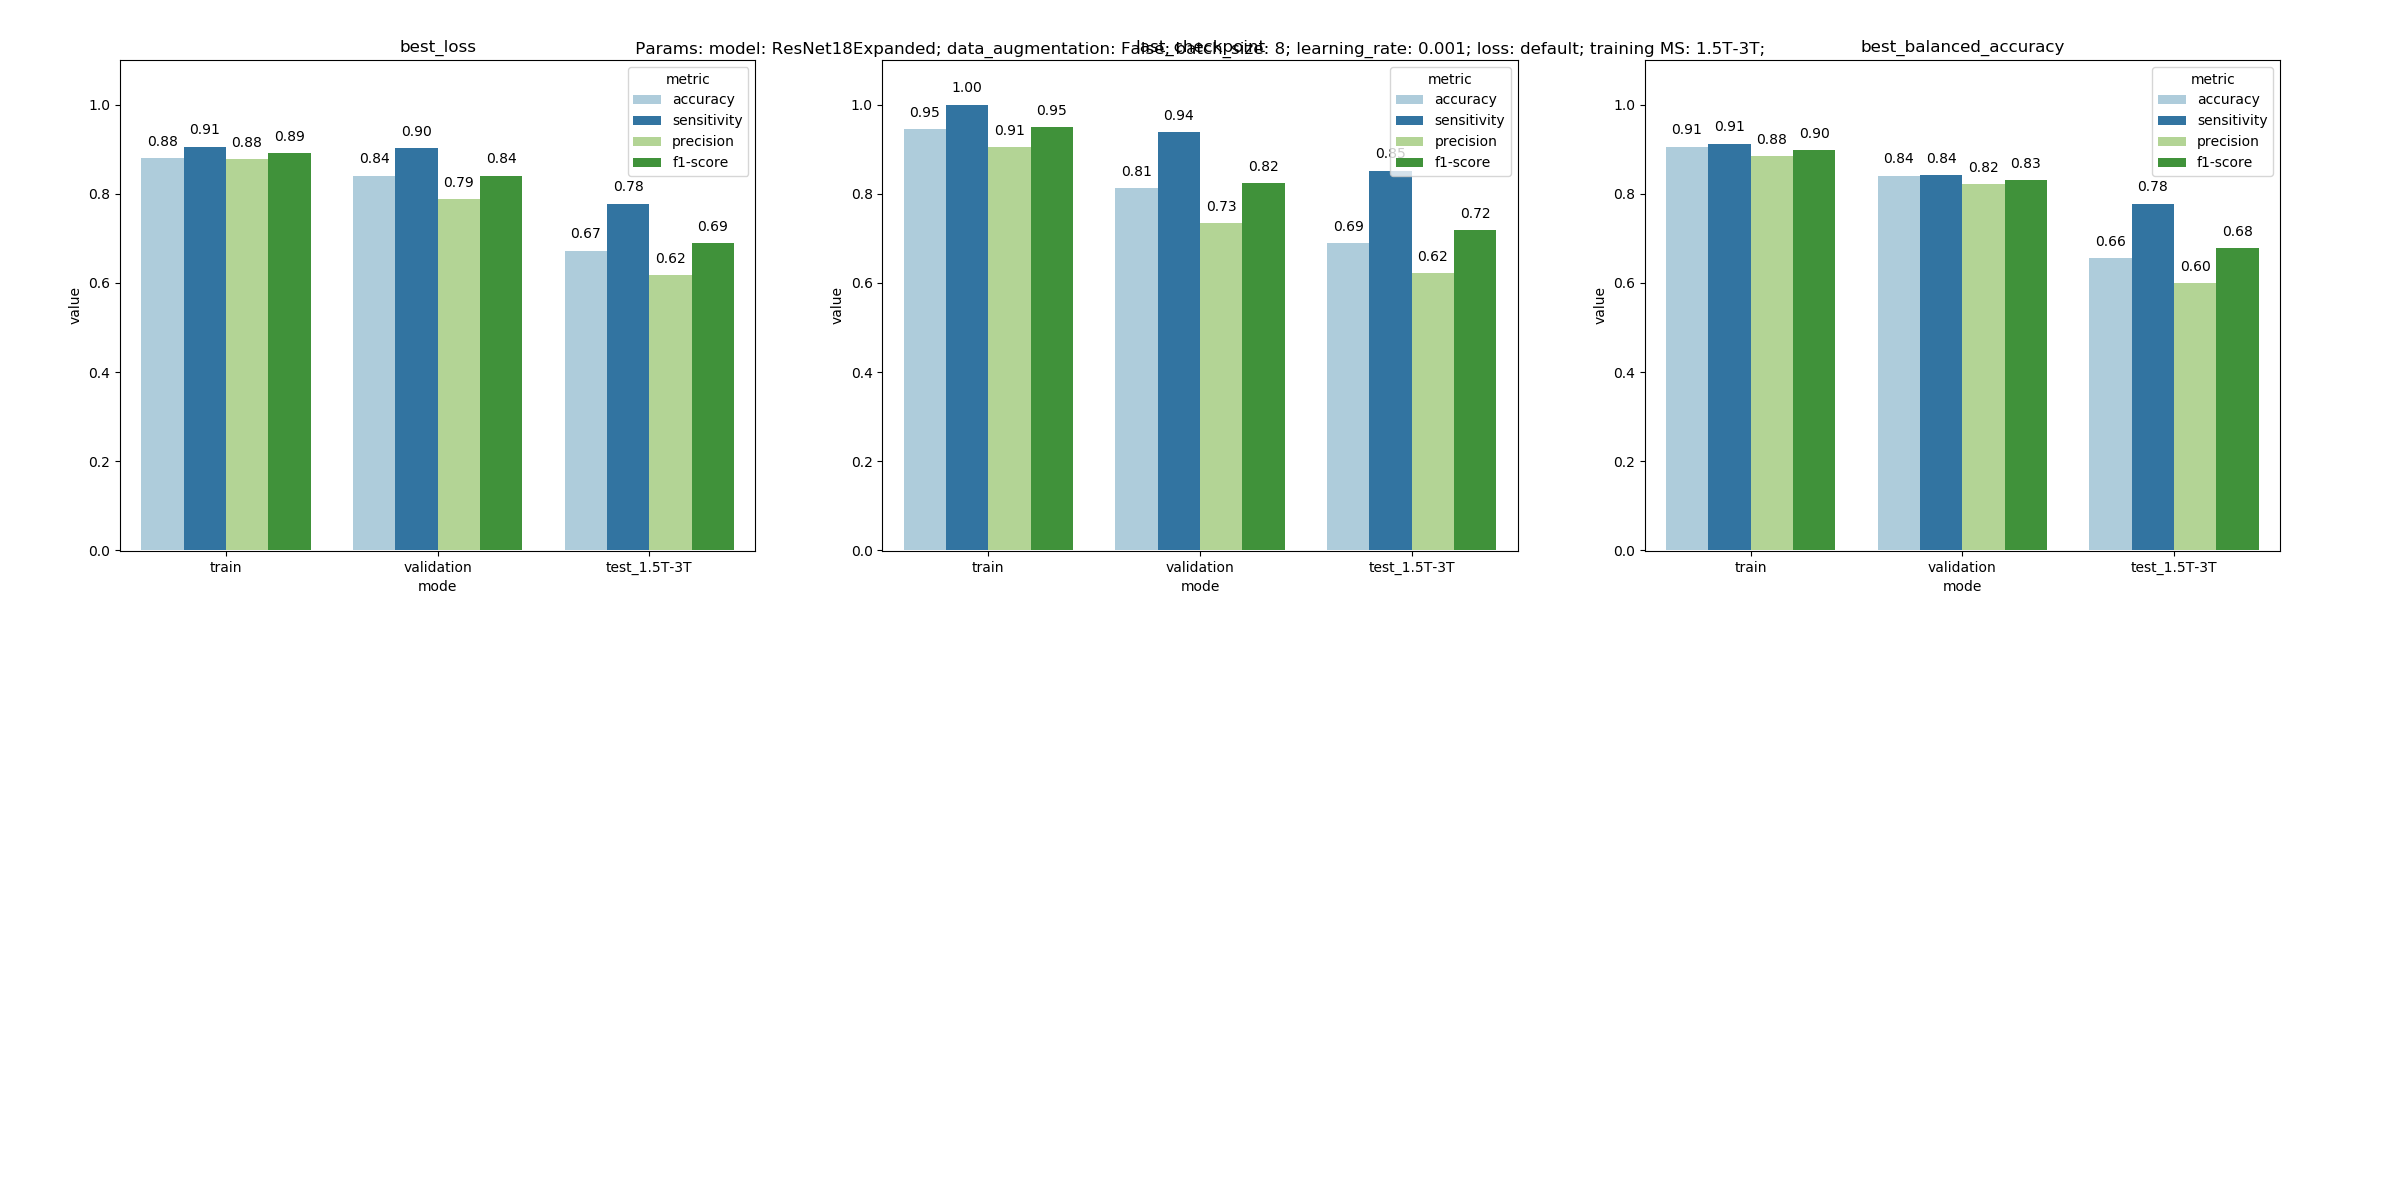 best_loss
Params: model: ResNet18Expanded; data_augmentation: False; batch_size: 8; learning_rate: 0.001; loss: default; training MS: 1.5T-3T;
last_checkpoint
best_balanced_accuracy
metric
accuracy
sensitivity
precision
f1-score
1.0
0.8
0.6
0.4
0.2
0.0
value
0.88
0.91
0.88
0.89
0.84
0.90
0.79
0.84
0.67
0.78
0.62
0.69
train
validation
test_1.5T-3T
mode
metric
accuracy
sensitivity
precision
f1-score
1.0
0.8
0.6
0.4
0.2
0.0
value
0.95
1.00
0.91
0.95
0.81
0.94
0.73
0.82
0.69
0.85
0.62
0.72
train
validation
test_1.5T-3T
mode
metric
accuracy
sensitivity
precision
f1-score
1.0
0.8
0.6
0.4
0.2
0.0
value
0.91
0.91
0.88
0.90
0.84
0.84
0.82
0.83
0.66
0.78
0.60
0.68
train
validation
test_1.5T-3T
mode